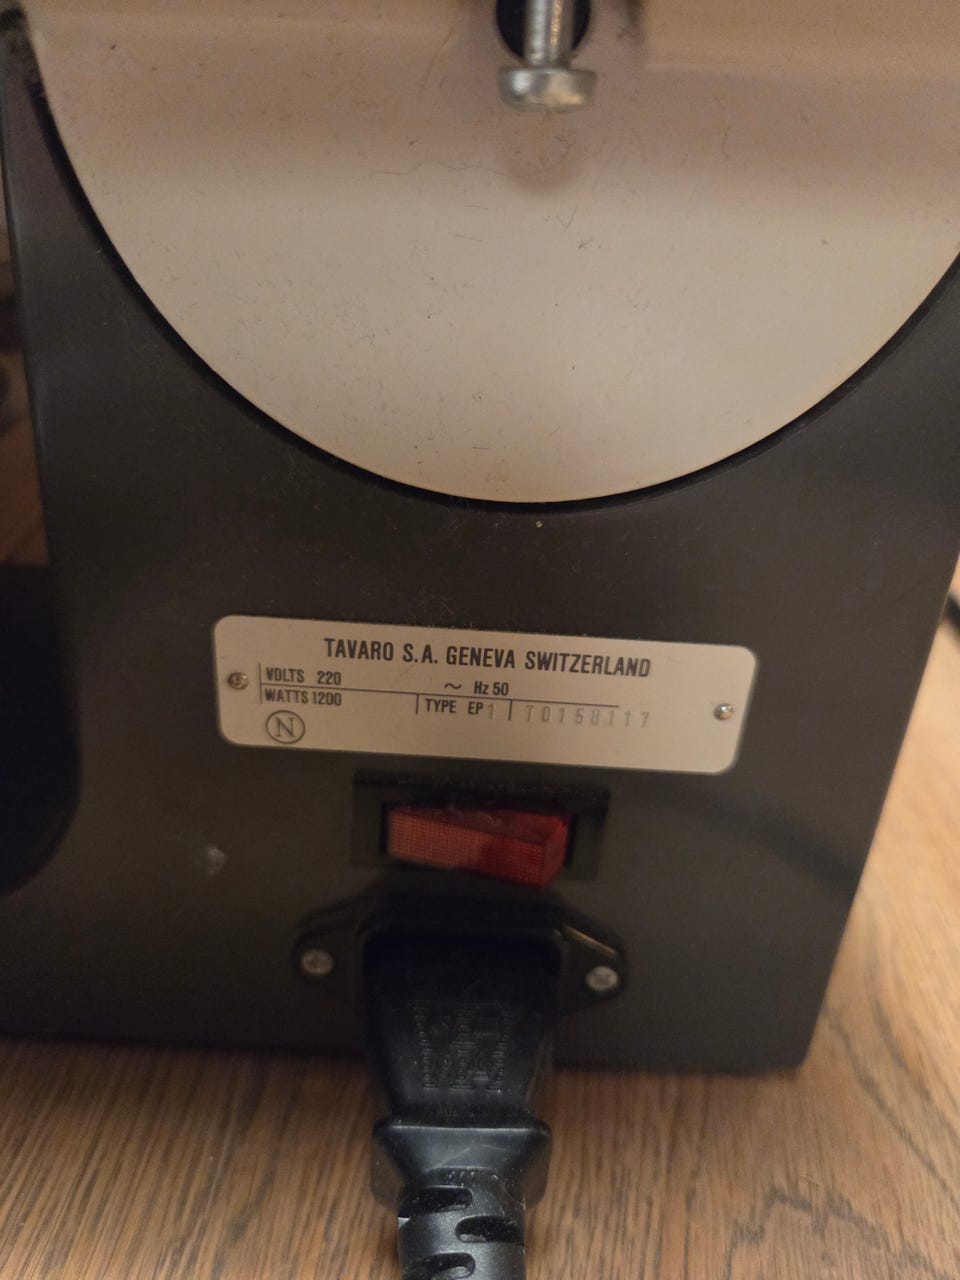 TAVARO S.A. GENEVA SWITZERLAND
VOLTS 220 ~ Hz 50
WATTS 1200 TYPE EP 1 T0158117
N